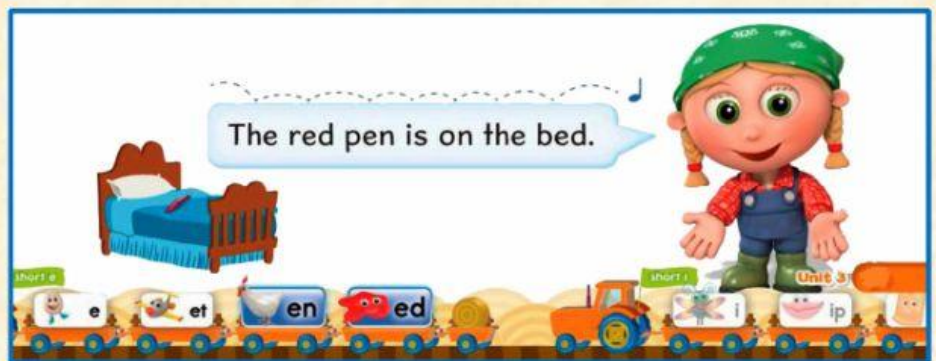 The red pen is on the bed.
short e
short i
Unit 3
e
et
en
ed
i
ip